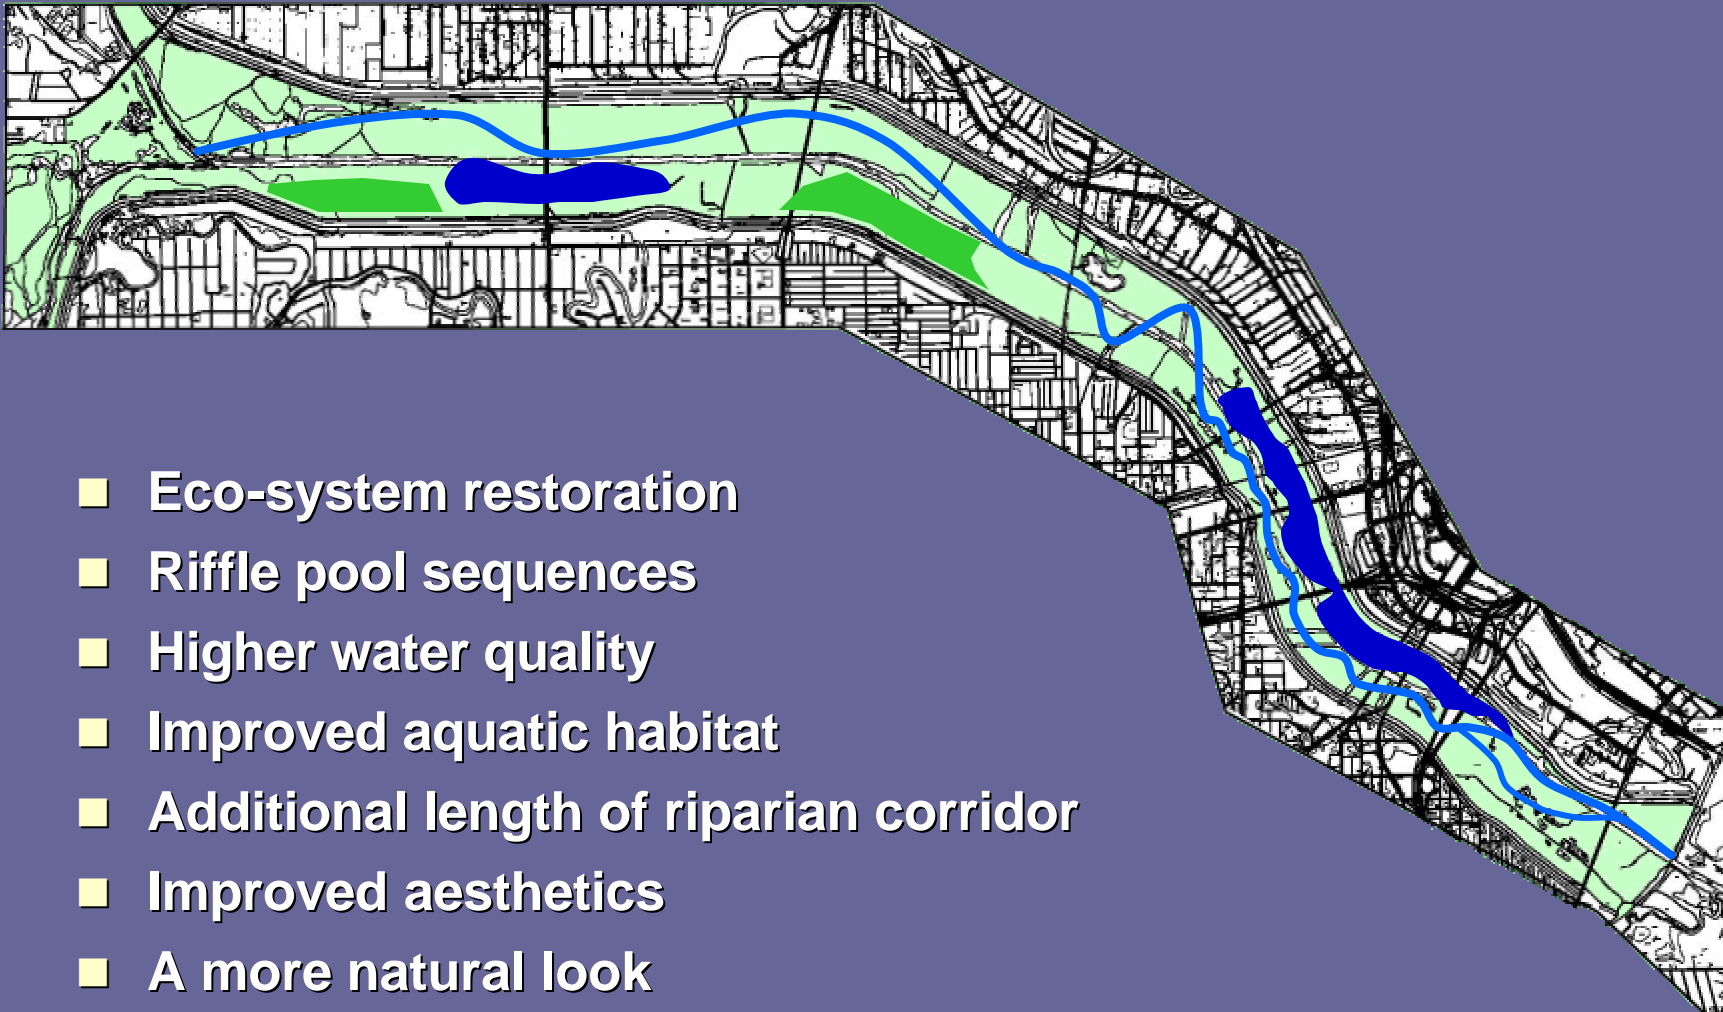 Eco-system restoration
Riffle pool sequences
Higher water quality
Improved aquatic habitat
Additional length of riparian corridor
Improved aesthetics
A more natural look